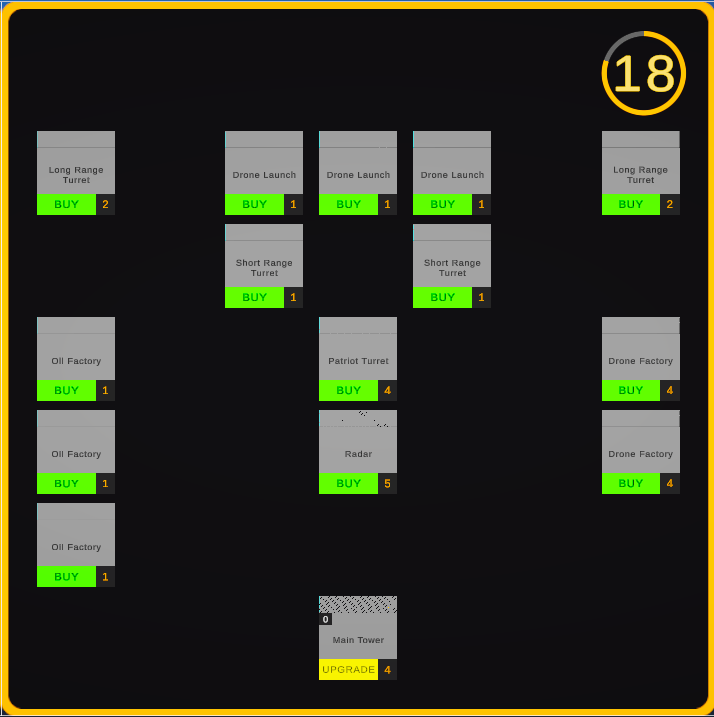 18
Long Range
Turret
BUY 2
Drone Launch
BUY 1
Drone Launch
BUY 1
Drone Launch
BUY 1
Long Range
Turret
BUY 2
Short Range
Turret
BUY 1
Short Range
Turret
BUY 1
OIl Factory
BUY 1
Patriot Turret
BUY 4
Drone Factory
BUY 4
OIl Factory
BUY 1
Radar
BUY 5
Drone Factory
BUY 4
OIl Factory
BUY 1
0
Main Tower
UPGRADE 4